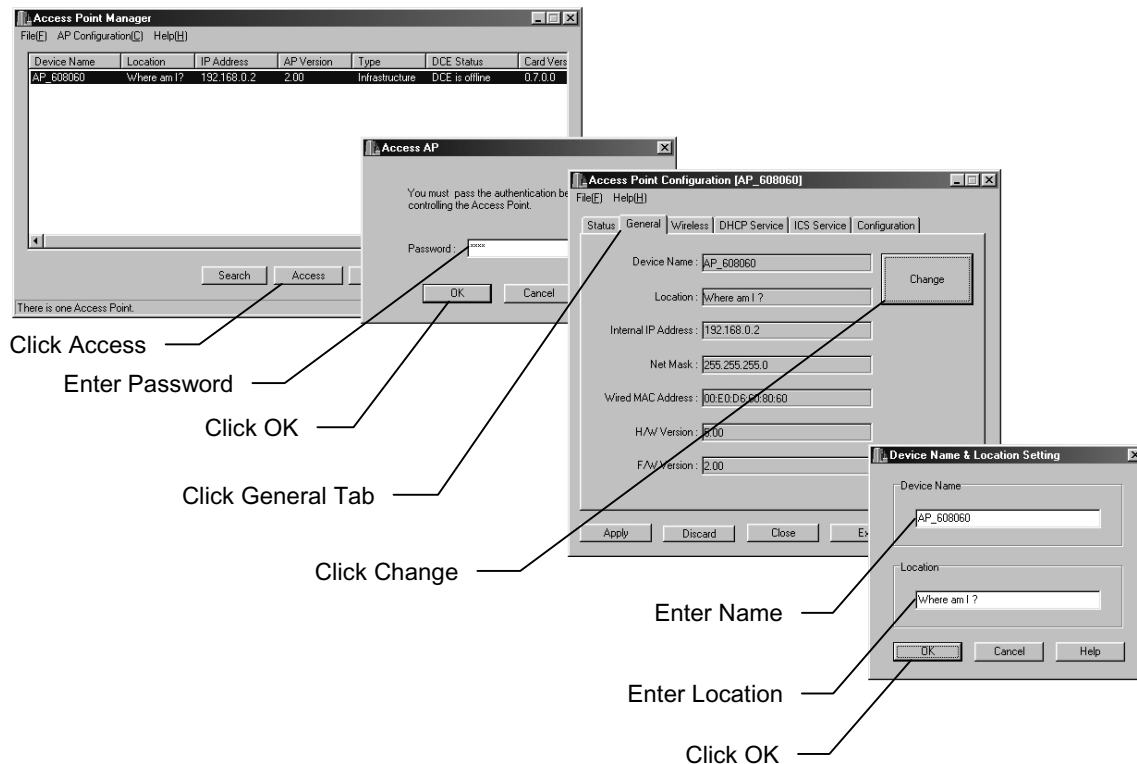 Access Point Manager
File(F) AP Configuration(C) Help(H)
Device Name Location IP Address AP Version Type DCE Status Card Vers
AP_608060 Where am I? 192.168.0.2 2.00 Infrastructure DCE is offline 0.7.0.0
Search Access
There is one Access Point.
Access AP
You must pass the authentication be
controlling the Access Point.
Password : ××××
OK Cancel
Access Point Configuration [AP_608060]
File(F) Help(H)
Status General Wireless DHCP Service ICS Service Configuration
Device Name : AP_608060
Change
Location : Where am I ?
Internal IP Address : 192.168.0.2
Net Mask : 255.255.255.0
Wired MAC Address : 00:E0:D6:60:80:60
H/W Version : 5.00
F/W Version : 2.00
Apply Discard Close Ex
Device Name & Location Setting
Device Name
AP_608060
Location
Where am I ?
OK Cancel Help
Click Access
Enter Password
Click OK
Click General Tab
Click Change
Enter Name
Enter Location
Click OK